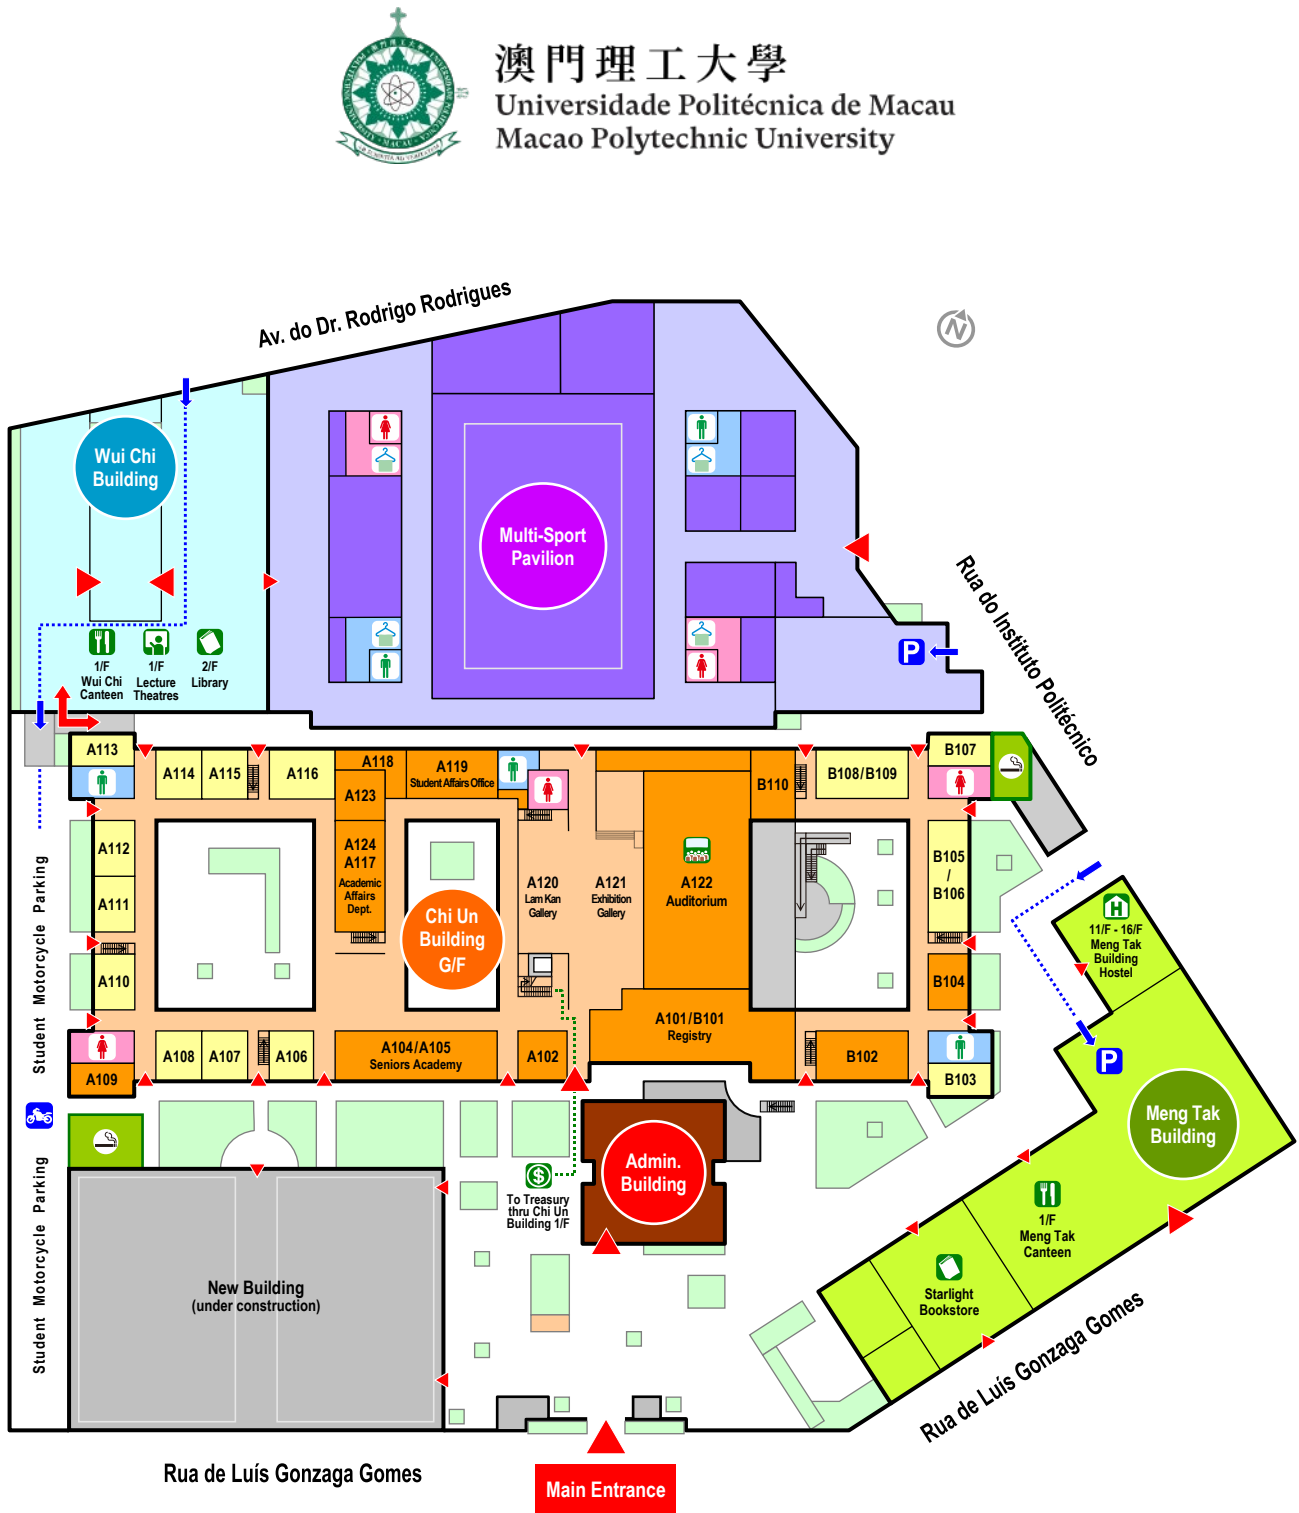 澳門理工大學
Universidade Politécnica de Macau
Macao Polytechnic University
Av. do Dr. Rodrigo Rodrigues
N
Wui Chi
Building
Multi-Sport
Pavilion
Rua do Instituto Politécnico
P
1/F
Wui Chi
Canteen
1/F
Lecture
Theatres
2/F
Library
A113
A114
A115
A116
A118
A119
Student Affairs Office
A123
B110
B108/B109
B107
A112
A111
A110
A124
A117
Academic
Affairs
Dept.
Chi Un
Building
G/F
A120
Lam Kan
Gallery
A121
Exhibition
Gallery
A122
Auditorium
B105
/
B106
B104
H
11/F - 16/F
Meng Tak
Building
Hostel
P
Student Motorcycle Parking
A109
A108
A107
A106
A104/A105
Seniors Academy
A102
A101/B101
Registry
B102
B103
Meng Tak
Building
Admin.
Building
$
To Treasury
thru Chi Un
Building 1/F
Student Motorcycle Parking
New Building
(under construction)
1/F
Meng Tak
Canteen
Starlight
Bookstore
Rua de Luís Gonzaga Gomes
Rua de Luís Gonzaga Gomes
Main Entrance